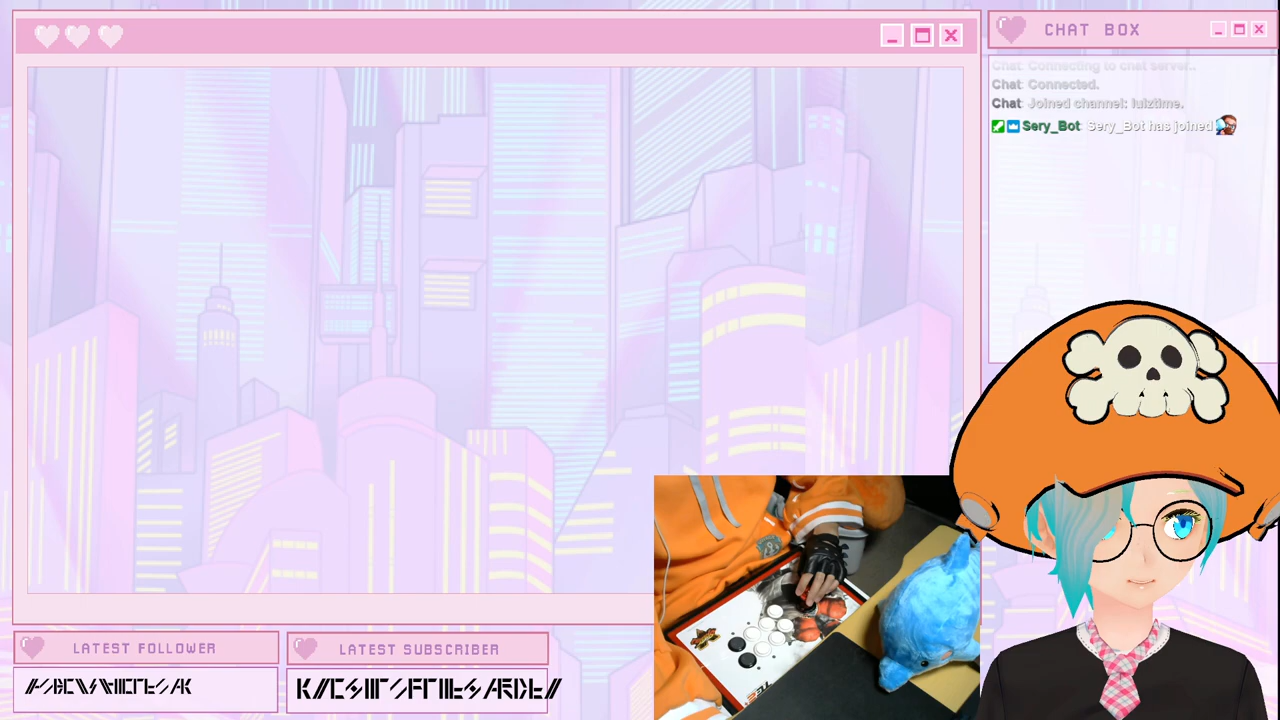 CHAT BOX
Chat: Connecting to chat server..
Chat: Connected.
Chat: Joined channel: luiztime.
Sery_Bot: Sery_Bot has joined
LATEST FOLLOWER
LATEST SUBSCRIBER